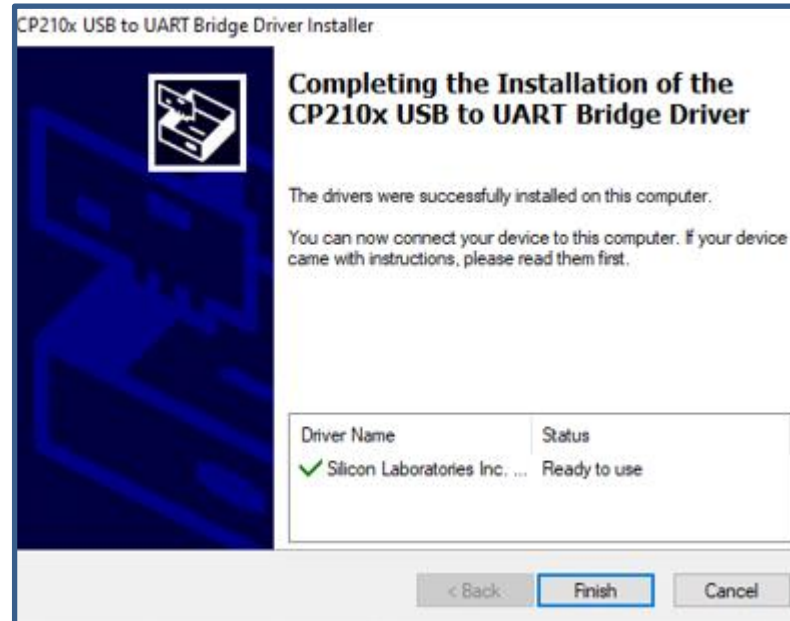 CP210x USB to UART Bridge Driver Installer
Completing the Installation of the
CP210x USB to UART Bridge Driver
The drivers were successfully installed on this computer.
You can now connect your device to this computer. If your device
came with instructions, please read them first.
Driver Name Status
Silicon Laboratories Inc. ... Ready to use
< Back Finish Cancel